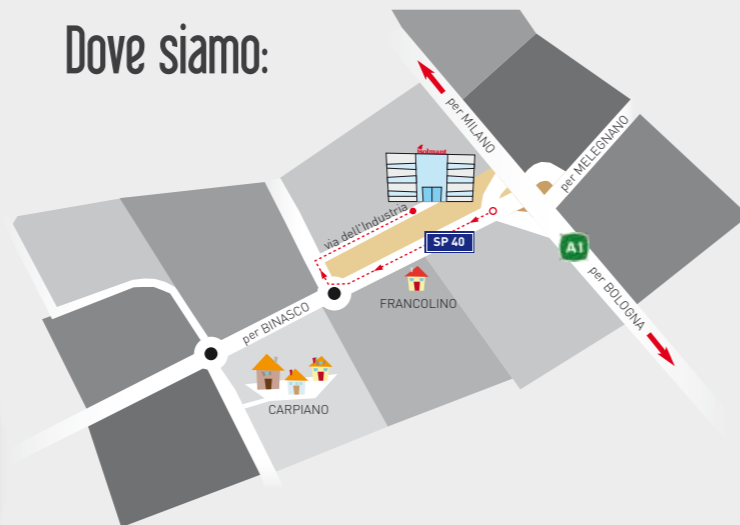 Dove siamo:
per MILANO
per MELEGNANO
via dell'Industria
SP 40
A1
per BOLOGNA
FRANCOLINO
per BINASCO
CARPIANO